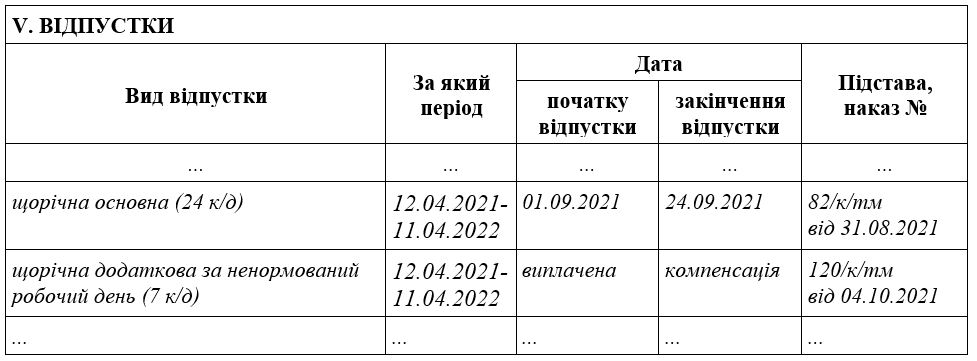 V. ВІДПУСТКИ
Вид відпустки
За який
період
Дата
початку
відпустки
закінчення
відпустки
Підстава,
наказ №
... ... ... ... ...
щорічна основна (24 к/д)
12.04.2021-
11.04.2022
01.09.2021
24.09.2021
82/к/тм
від 31.08.2021
щорічна додаткова за ненормований
робочий день (7 к/д)
12.04.2021-
11.04.2022
виплачена
компенсація
120/к/тм
від 04.10.2021
... ... ... ... ...